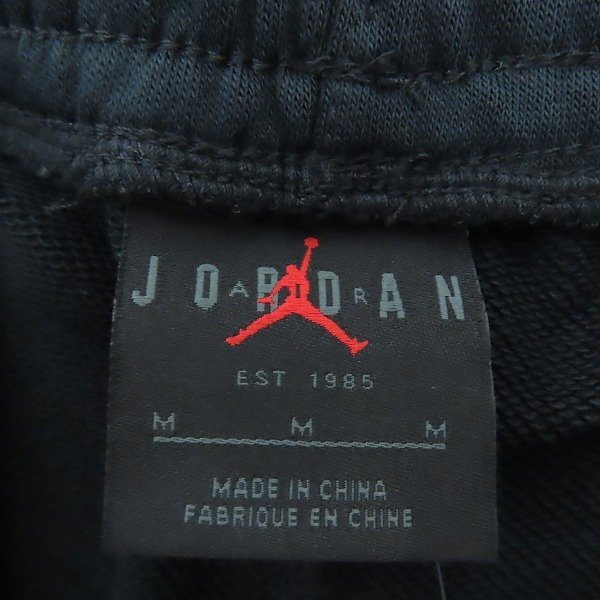 JORDAN
AIR
EST 1985
M M M
MADE IN CHINA
FABRIQUE EN CHINE